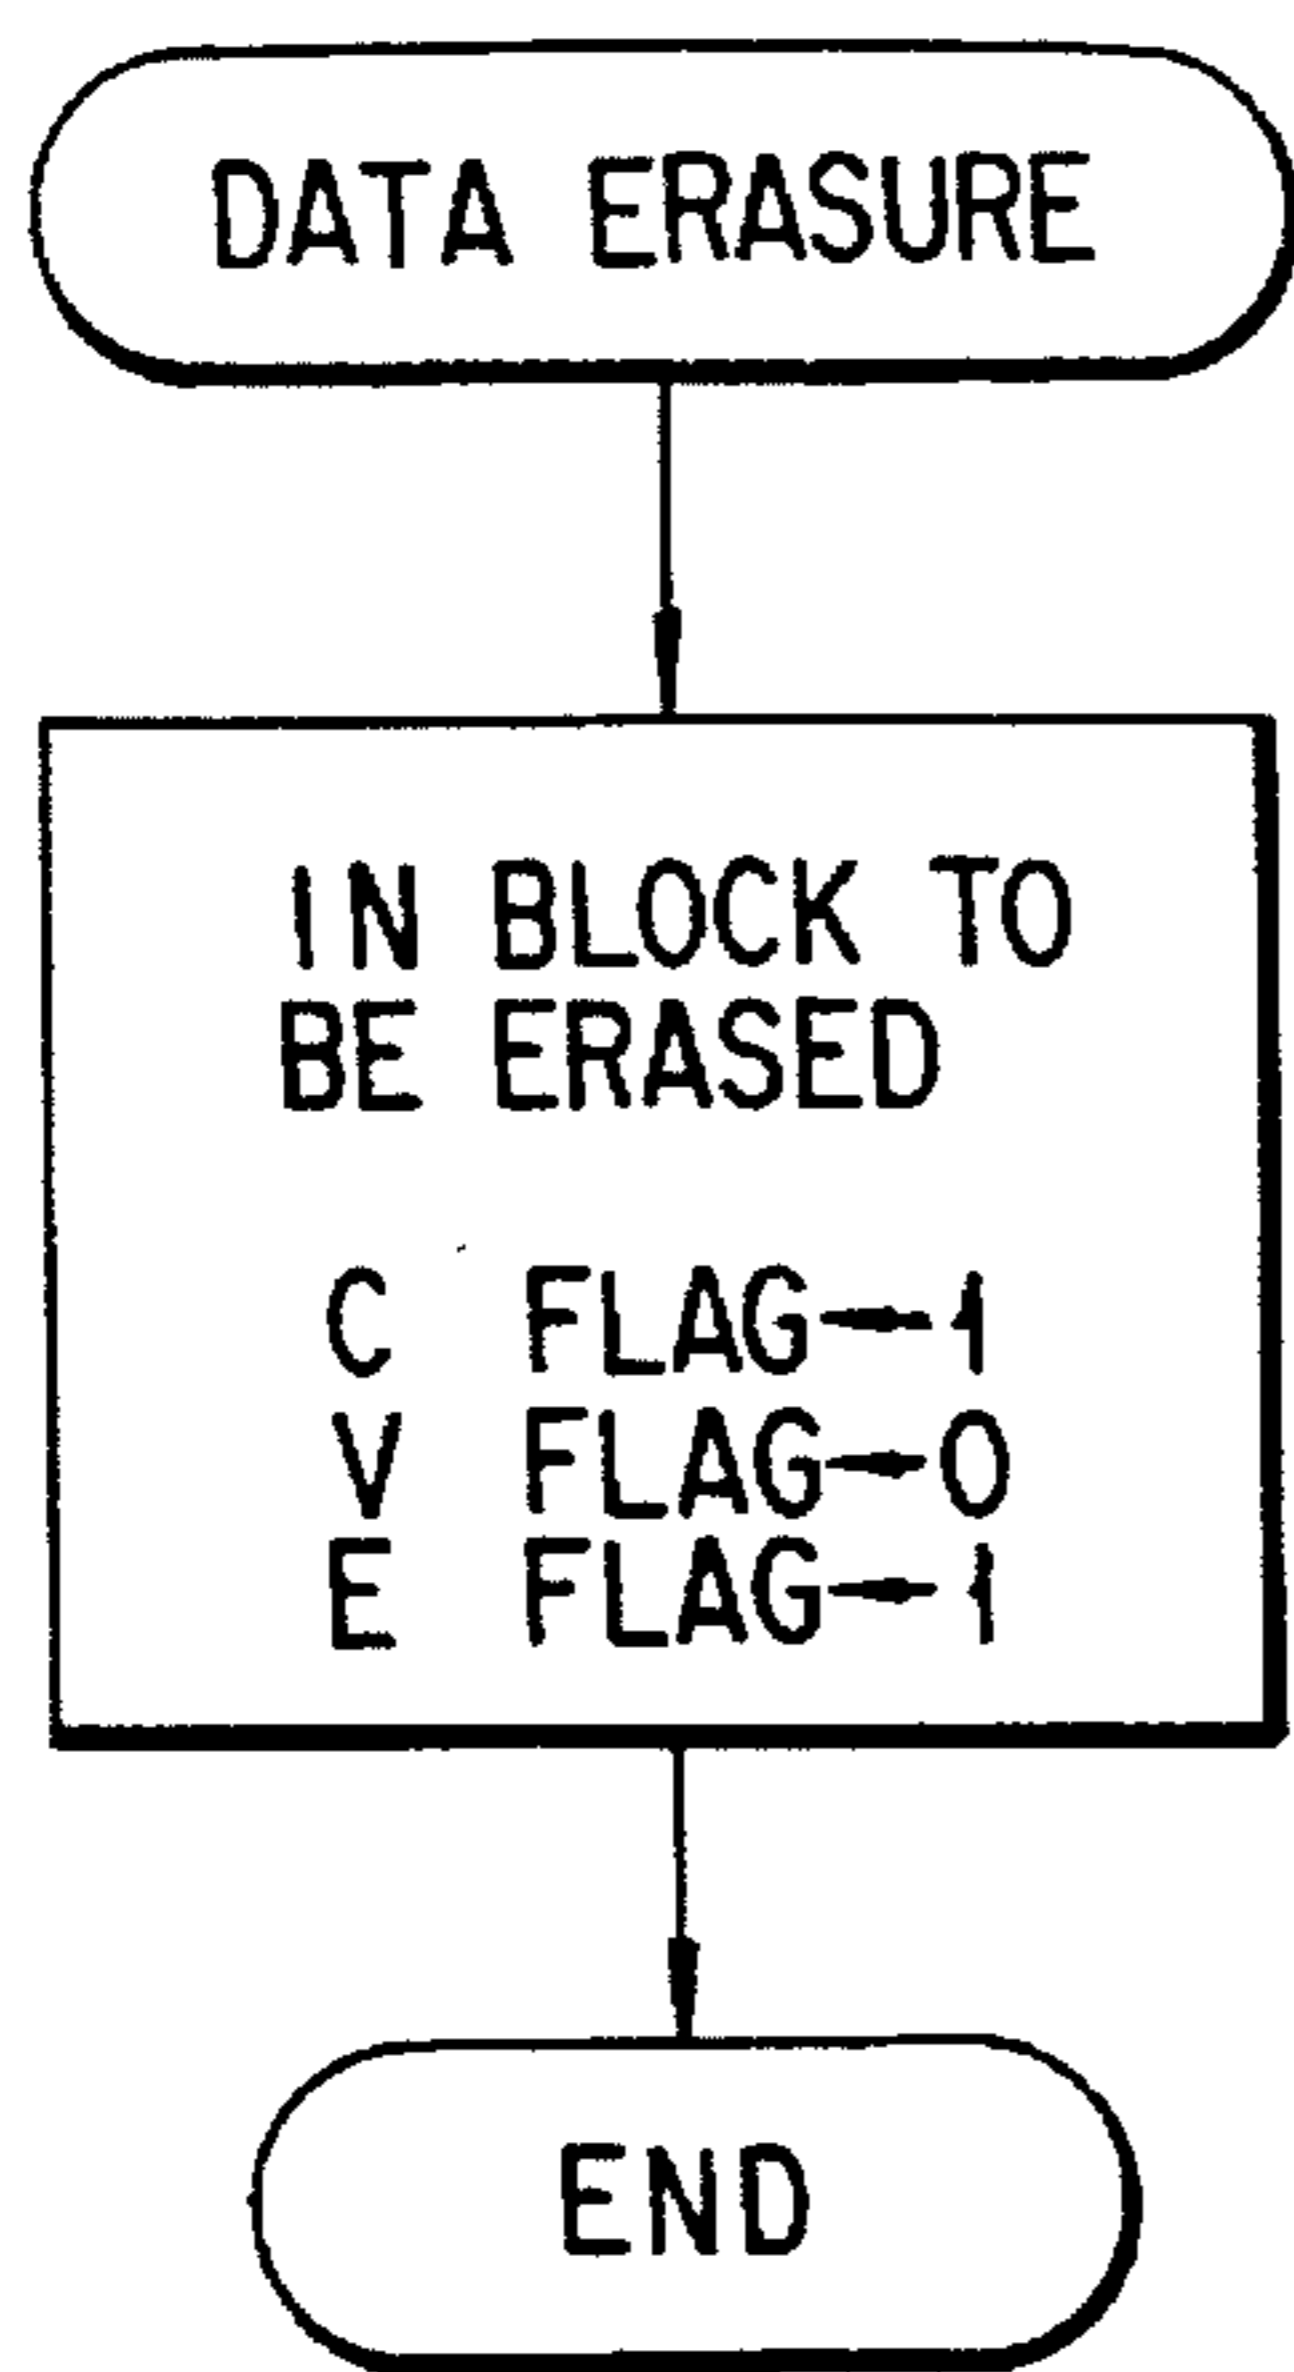 DATA ERASURE
IN BLOCK TO
BE ERASED
C FLAG→1
V FLAG→0
E FLAG→1
END